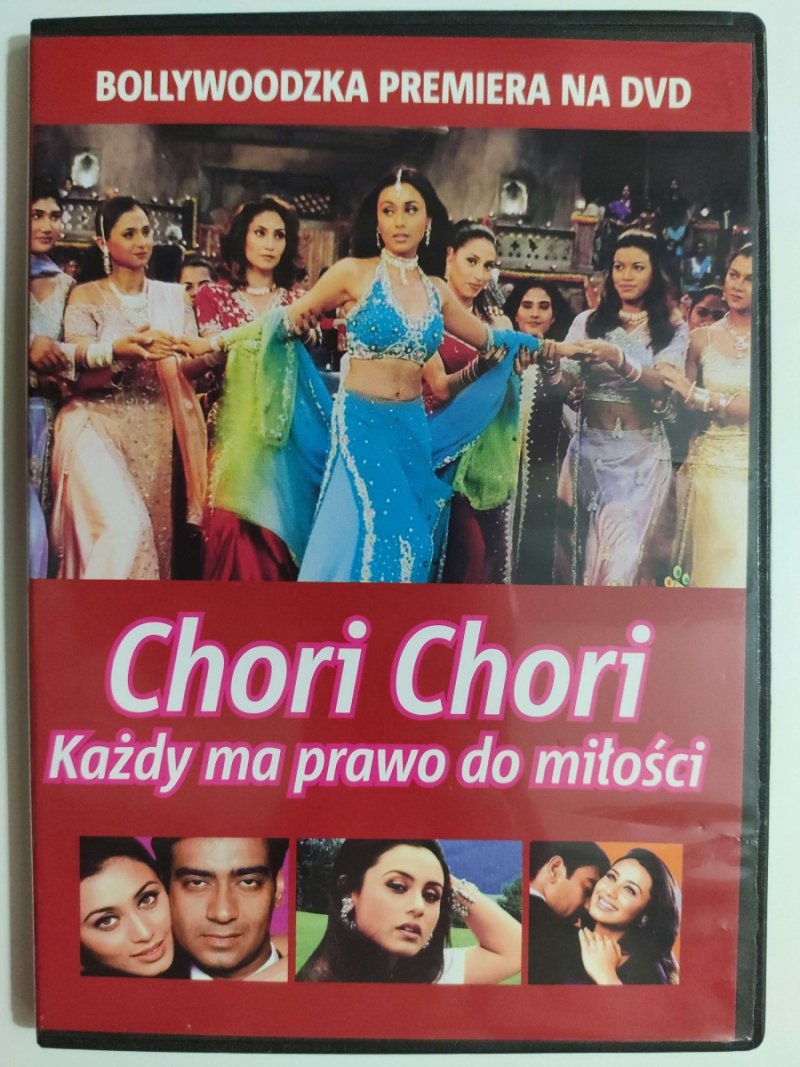 BOLLYWOODZKA PREMIERA NA DVD
Chori Chori
Każdy ma prawo do miłości